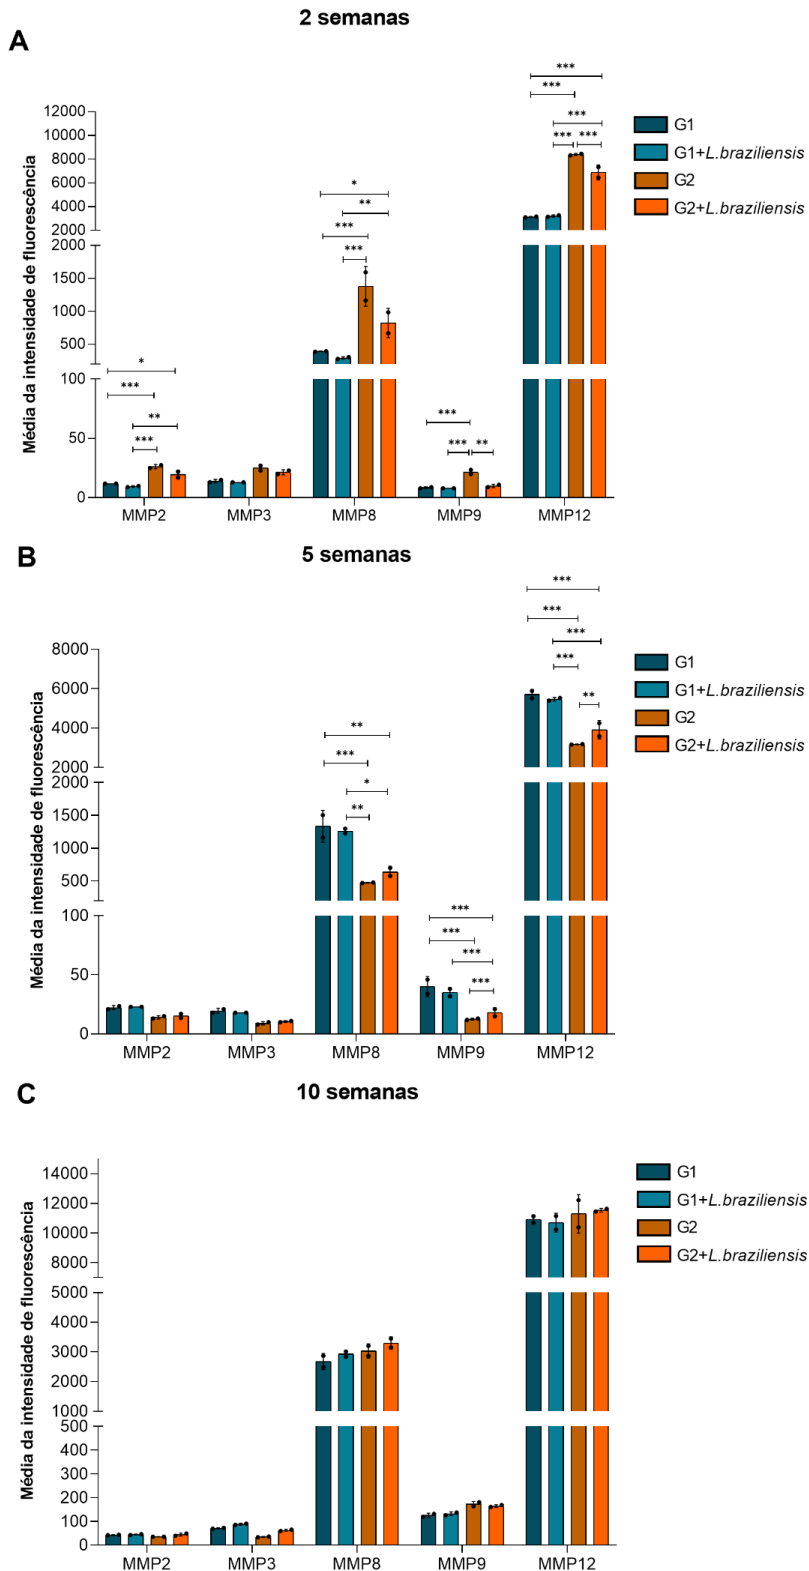 2 semanas
A
*** 
***
***
*** ***
*
**
***
***
*
***
**
***
***
*** **
Média da intensidade de fluorescência
12000
10000
8000
6000
4000
2000
2000
1500
1000
500
100
50
0
MMP2 MMP3 MMP8 MMP9 MMP12
G1
G1+L.braziliensis
G2
G2+L.braziliensis
B
5 semanas
***
***
***
***
**
**
***
*
**
***
***
***
***
Média da intensidade de fluorescência
8000
6000
4000
2000
2000
1500
1000
500
100
50
0
MMP2 MMP3 MMP8 MMP9 MMP12
G1
G1+L.braziliensis
G2
G2+L.braziliensis
C
10 semanas
Média da intensidade de fluorescência
14000
12000
10000
8000
5000
4000
3000
2000
1000
500
400
300
200
100
0
MMP2 MMP3 MMP8 MMP9 MMP12
G1
G1+L.braziliensis
G2
G2+L.braziliensis